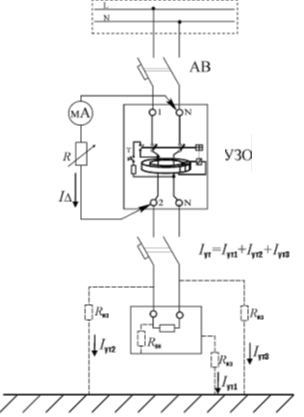 L
N
АВ
мА
1
N
R
Т
УЗО
IΔ
2
N
Iут=Iут1+Iут2+Iут3
Rиз
Rиз
Iут2
Rиз
Iут3
Iут1